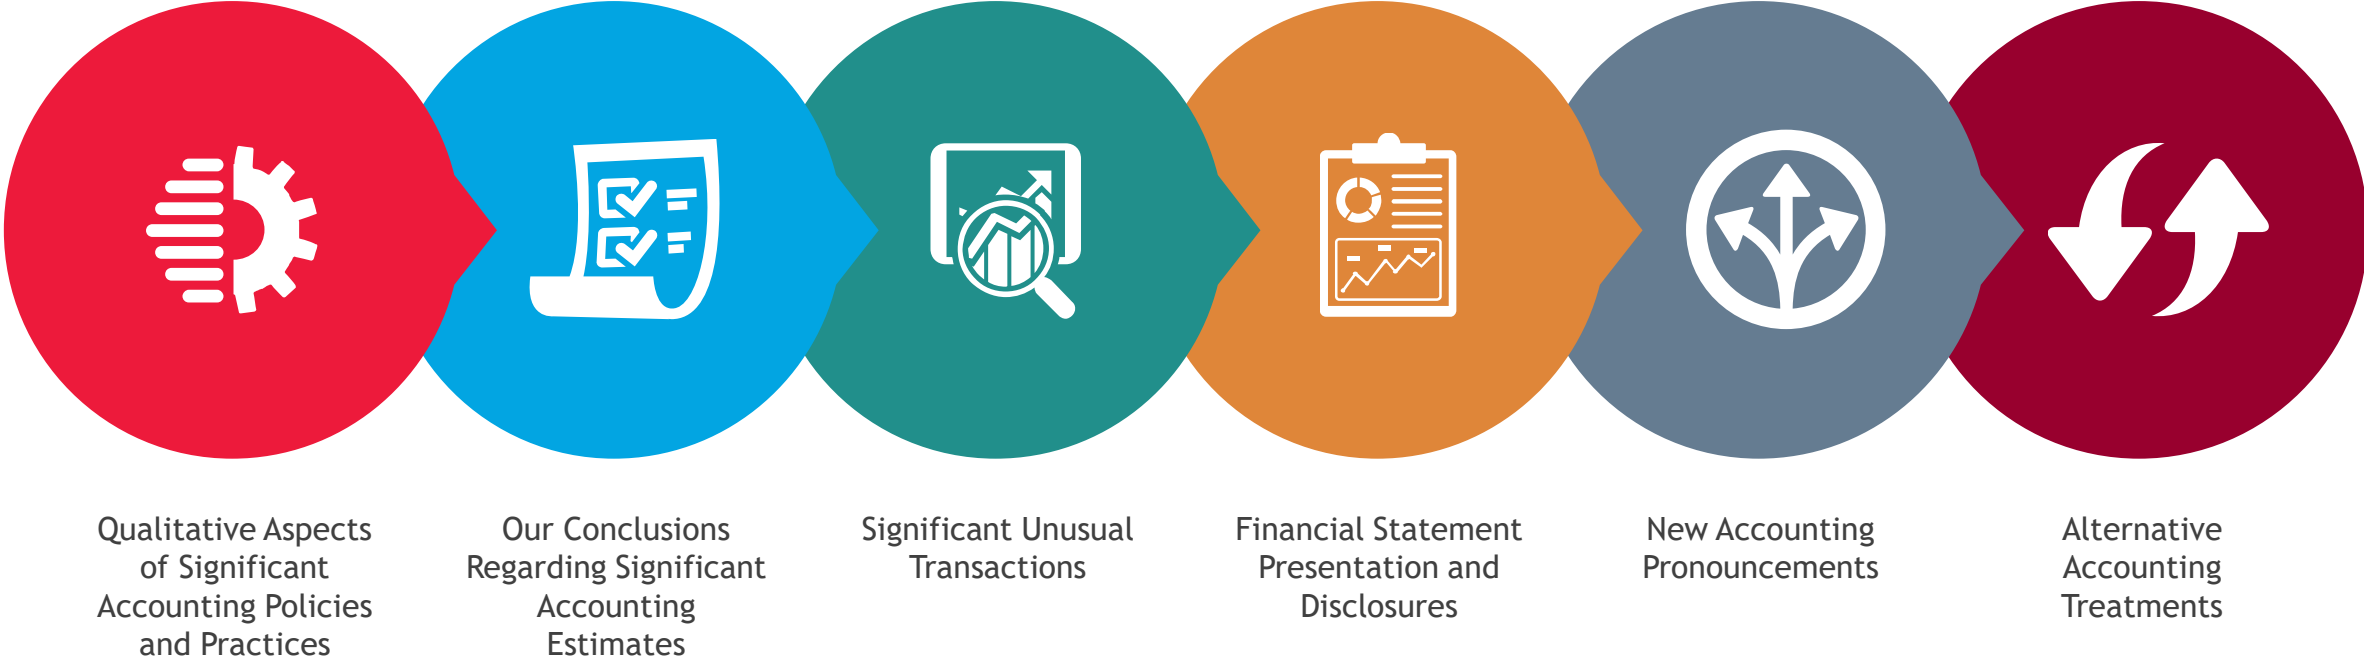 Qualitative Aspects
of Significant
Accounting Policies
and Practices
Our Conclusions
Regarding Significant
Accounting
Estimates
Significant Unusual
Transactions
Financial Statement
Presentation and
Disclosures
New Accounting
Pronouncements
Alternative
Accounting
Treatments